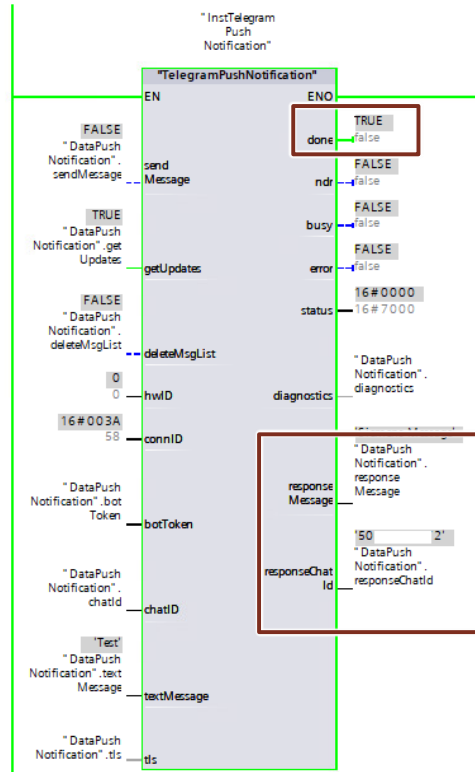 "InstTelegram
Push
Notification"
"TelegramPushNotification"
EN
ENO
TRUE
done
false
FALSE
"DataPush
Notification".
sendMessage
send
Message
FALSE
ndr
false
TRUE
"DataPush
Notification".get
Updates
getUpdates
FALSE
busy
false
FALSE
error
false
16#0000
status
16#7000
FALSE
"DataPush
Notification".
deleteMsgList
deleteMsgList
0
0
hwID
"DataPush
Notification".
diagnostics
diagnostics
16#003A
58
connID
"DataPush
Notification".
response
Message
response
Message
"DataPush
Notification".bot
Token
botToken
'50 2'
"DataPush
Notification".
responseChatId
responseChat
Id
"DataPush
Notification".
chatId
chatID
'Test'
"DataPush
Notification".text
Message
textMessage
"DataPush
Notification".tls
tls